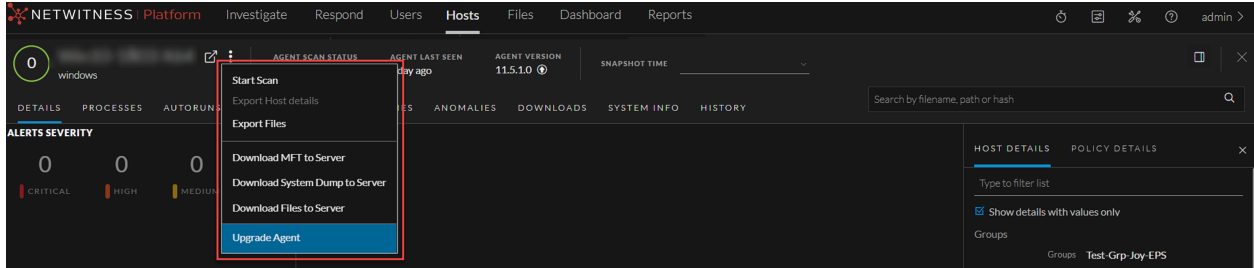 NETWITNESS Platform Investigate Respond Users Hosts Files Dashboard Reports admin >
0 windows
AGENT SCAN STATUS AGENT LAST SEEN AGENT VERSION SNAPSHOT TIME
day ago 11.5.1.0
DETAILS PROCESSES AUTORUNS ES ANOMALIES DOWNLOADS SYSTEM INFO HISTORY Search by filename, path or hash
Start Scan
Export Host details
Export Files
Download MFT to Server
Download System Dump to Server
Download Files to Server
Upgrade Agent
ALERTS SEVERITY
0 0 0
CRITICAL HIGH MEDIUM
HOST DETAILS POLICY DETAILS
Type to filter list
Show details with values only
Groups
Groups Test-Grp-Joy-EPS